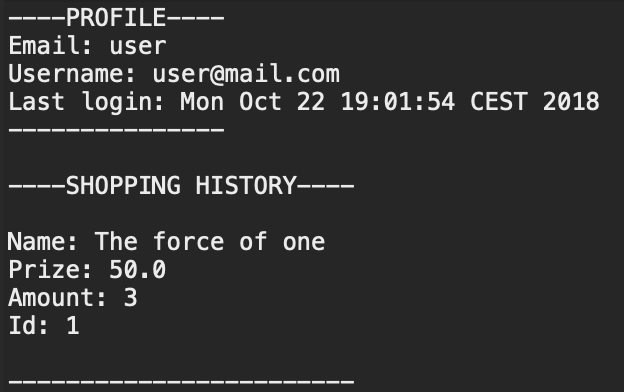 ----PROFILE----
Email: user
Username: user@mail.com
Last login: Mon Oct 22 19:01:54 CEST 2018
---------------
----SHOPPING HISTORY----
Name: The force of one
Prize: 50.0
Amount: 3
Id: 1
------------------------